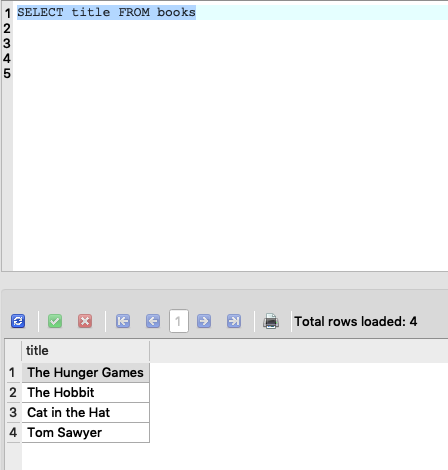 1 SELECT title FROM books
2
3
4
5
1 Total rows loaded: 4
title
1 The Hunger Games
2 The Hobbit
3 Cat in the Hat
4 Tom Sawyer